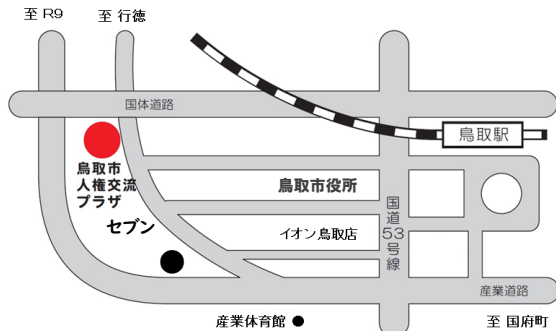 至 R9
至 行徳
国体道路
鳥取駅
鳥取市
人権交流
プラザ
鳥取市役所
セブン
イオン鳥取店
国道53号線
産業道路
産業体育館
至 国府町